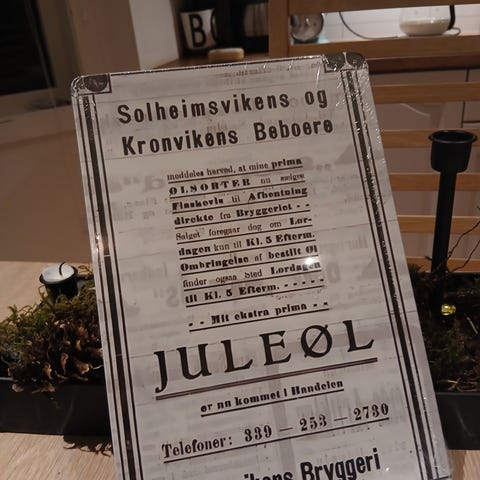 Solheimsvikens og
Kronvikens Beboere
meddeles herved, at mine prima
ØLSORTER nu sælges
Flaskevis til Afhentning
direkte fra Bryggeriet - -
Salget foregaar dog om Lør-
dagen kun til Kl. 5 Efterm.
Ombringelse af bestilt Øl
finder ogsaa Sted Lørdagen
til Kl. 5 Efterm. - - - - - -
- - Mit ekstra prima - -
JULEØL
er nu kommet i Handelen
Telefoner: 339 — 253 — 2730
vikens Bryggeri
B